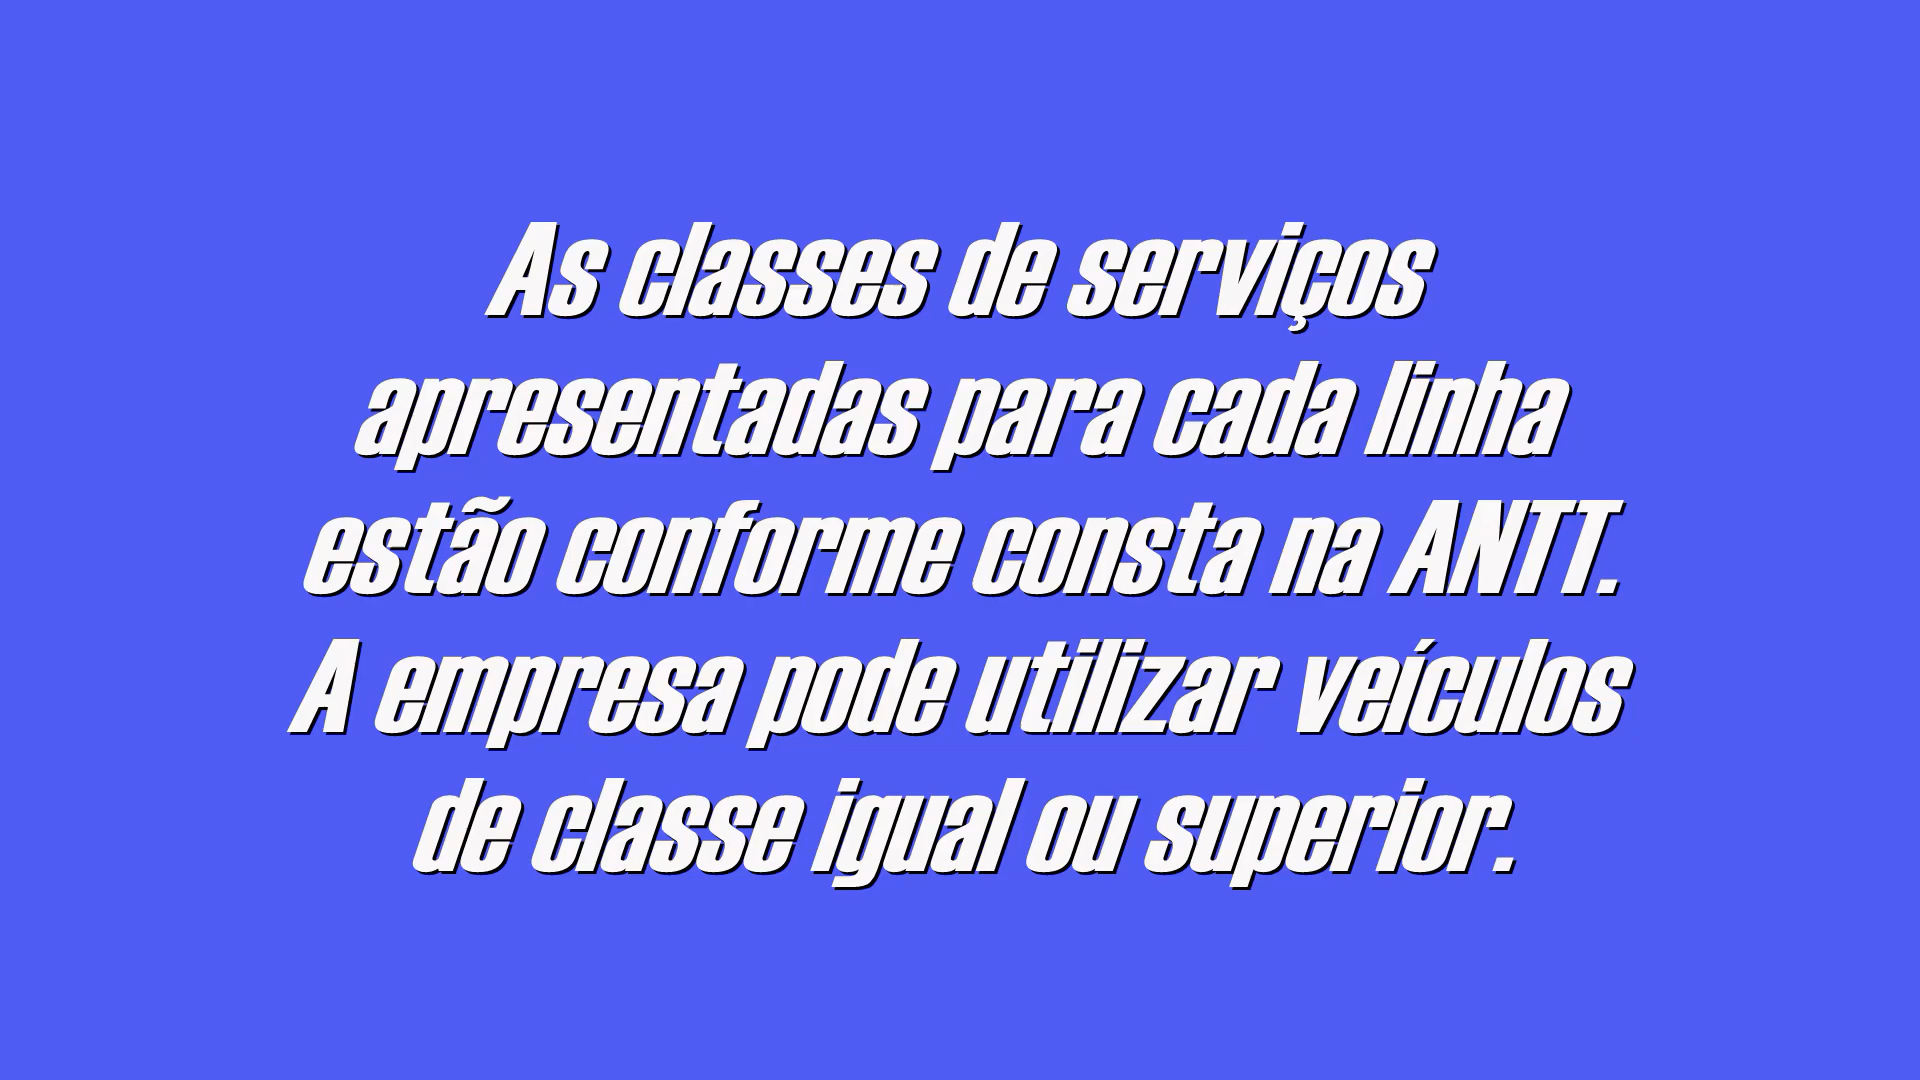 As classes de serviços
apresentadas para cada linha
estão conforme consta na ANTT.
A empresa pode utilizar veículos
de classe igual ou superior.